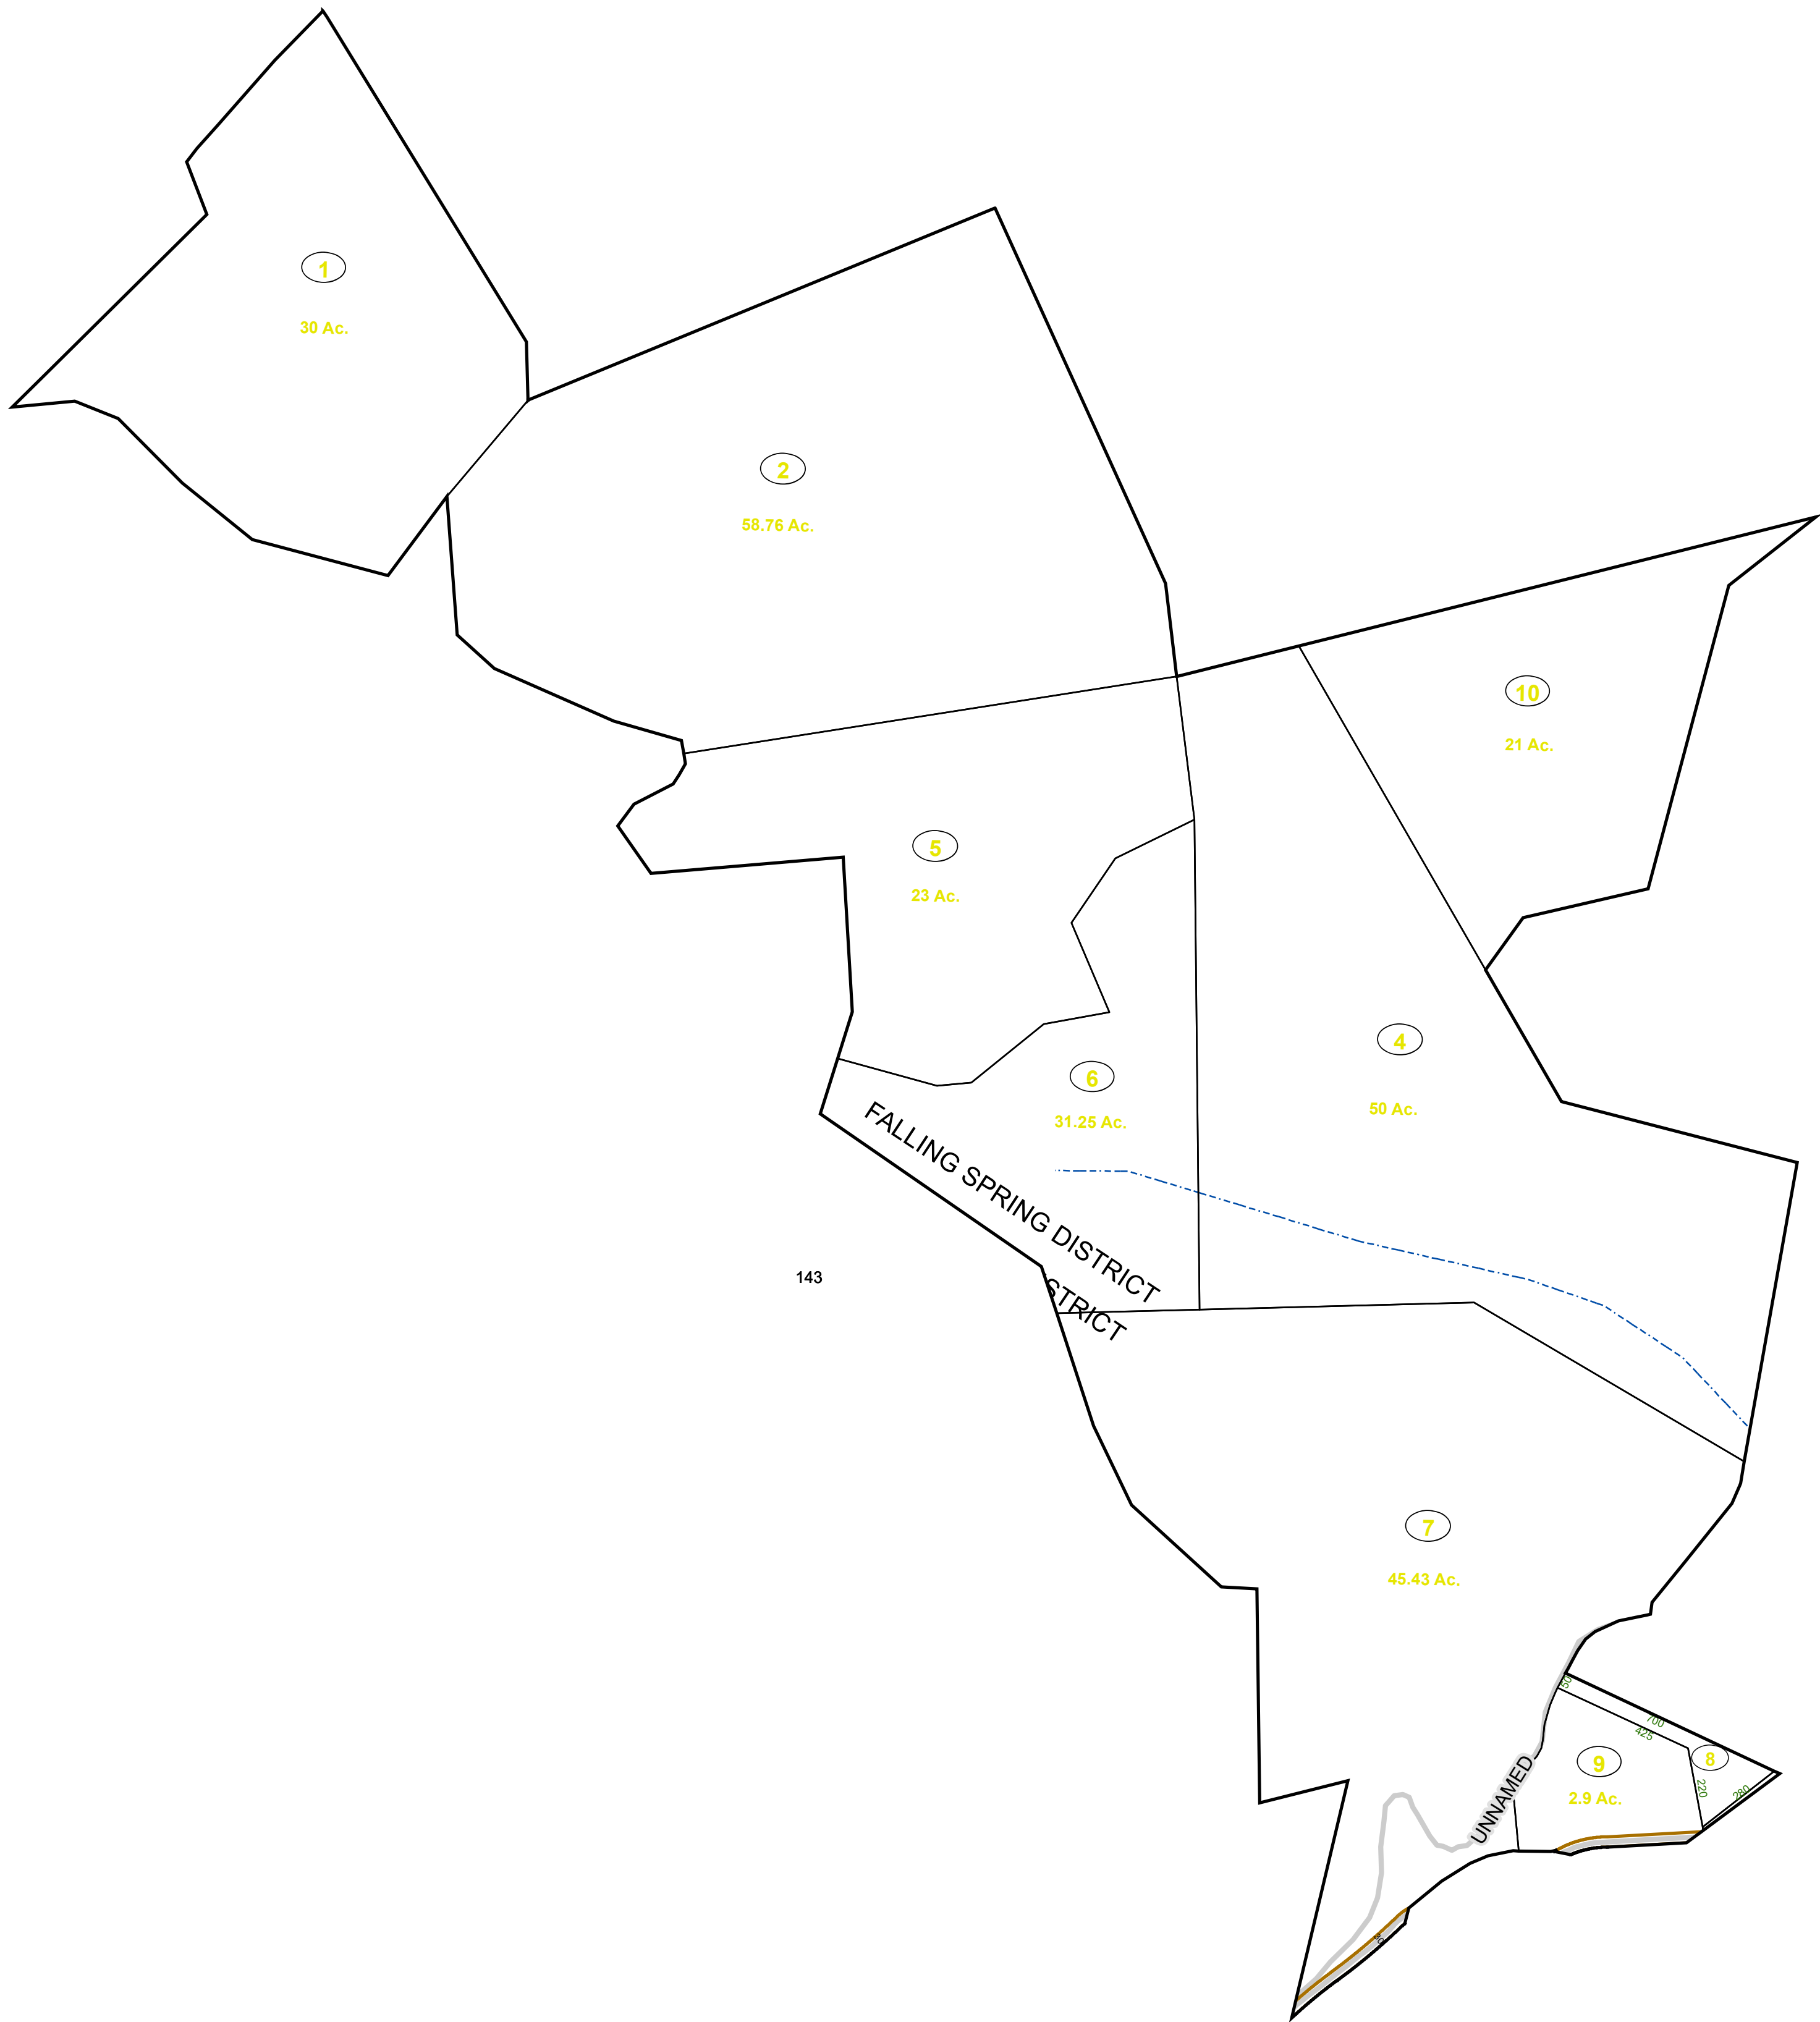 1
30 Ac.
2
58.76 Ac.
10
21 Ac.
5
23 Ac.
4
50 Ac.
6
31.25 Ac.
FALLING SPRING DISTRICT
STRICT
143
7
45.43 Ac.
50
700
425
8
9
2.9 Ac.
220
280
UNNAMED